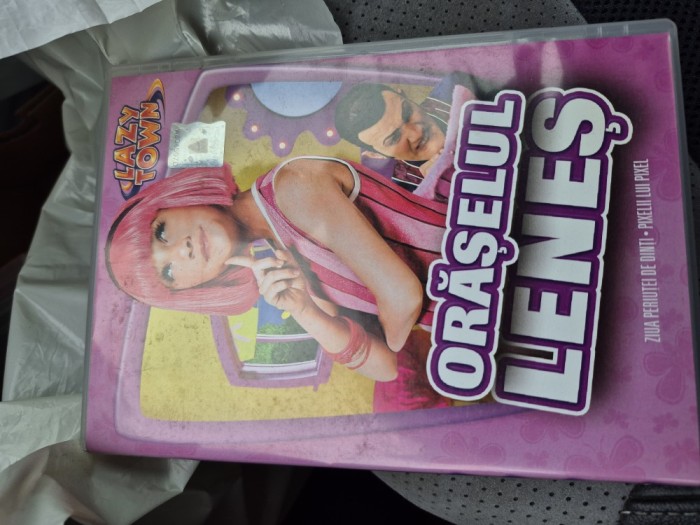 LAZY
TOWN
ORĂȘELUL
LENEȘ
ZIUA PERIUȚEI DE DINȚI • PIXELII LUI PIXEL